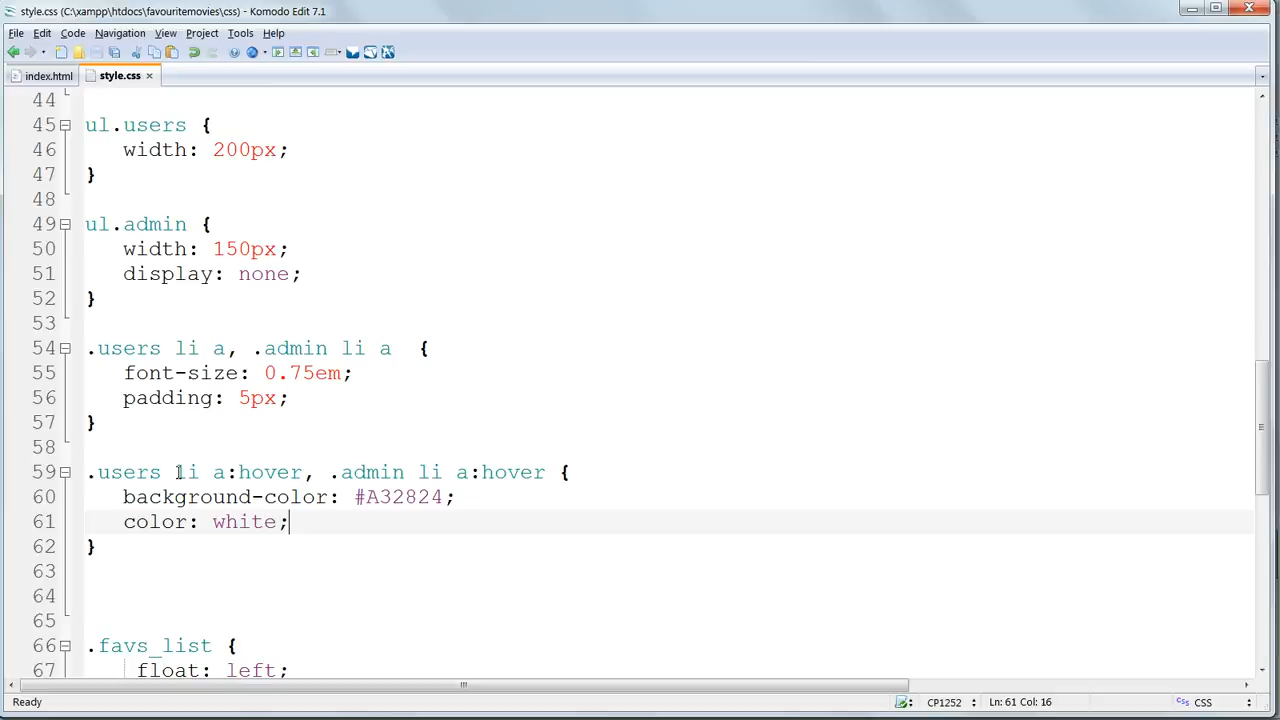 style.css (C:\xampp\htdocs\favouritemovies\css) - Komodo Edit 7.1
File Edit Code Navigation View Project Tools Help
index.html style.css
44
45 ul.users {
46 width: 200px;
47 }
48
49 ul.admin {
50 width: 150px;
51 display: none;
52 }
53
54 .users li a, .admin li a {
55 font-size: 0.75em;
56 padding: 5px;
57 }
58
59 .users li a:hover, .admin li a:hover {
60 background-color: #A32824;
61 color: white;
62 }
63
64
65
66 .favs_list {
67 float: left;
Ready CP1252 Ln: 61 Col: 16 CSS